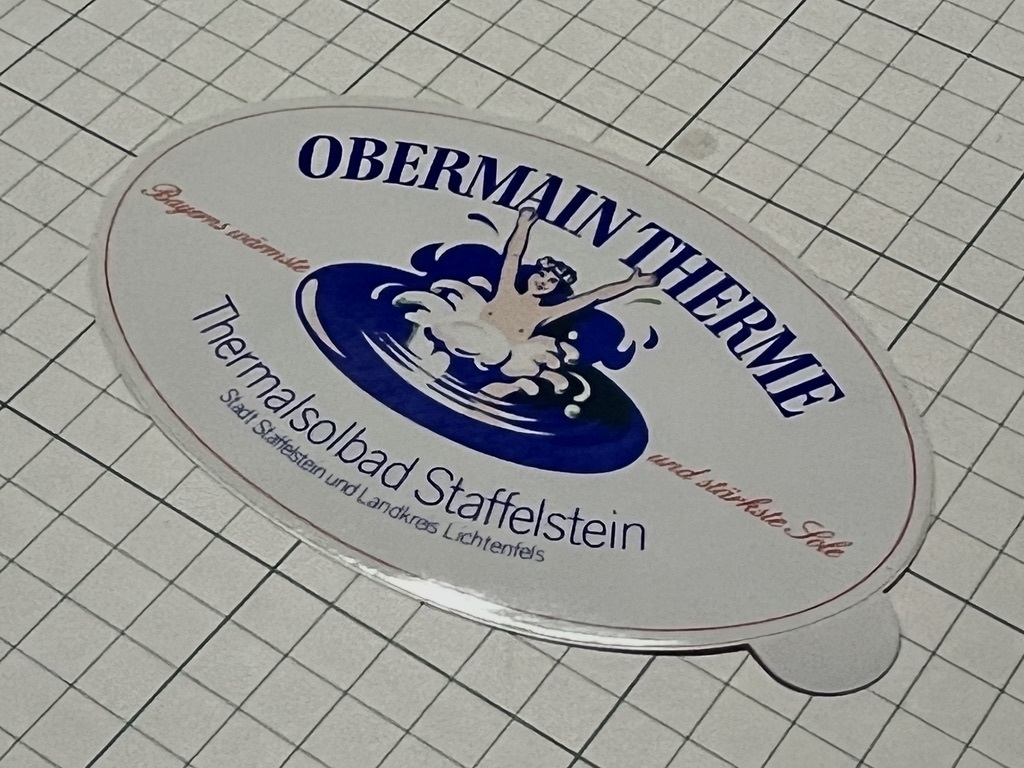 OBERMAIN THERME
Bayerns wärmste
und stärkste Sole
Thermalsolbad Staffelstein
Stadt Staffelstein und Landkreis Lichtenfels